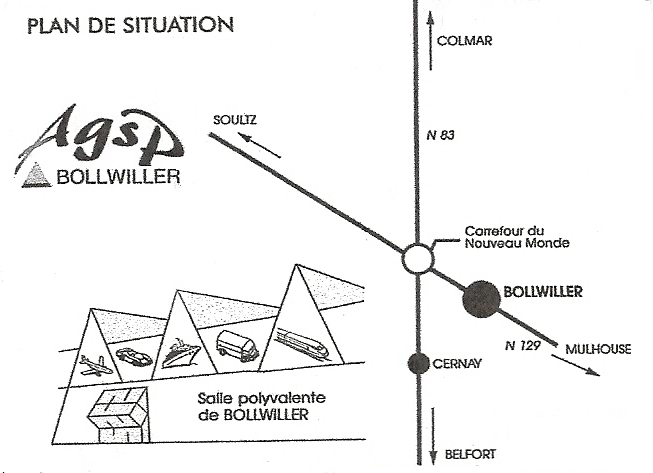 PLAN DE SITUATION
COLMAR
SOULTZ
Agsp
BOLLWILLER
N 83
Carrefour du
Nouveau Monde
BOLLWILLER
N 129
MULHOUSE
CERNAY
Salle polyvalente
de BOLLWILLER
BELFORT